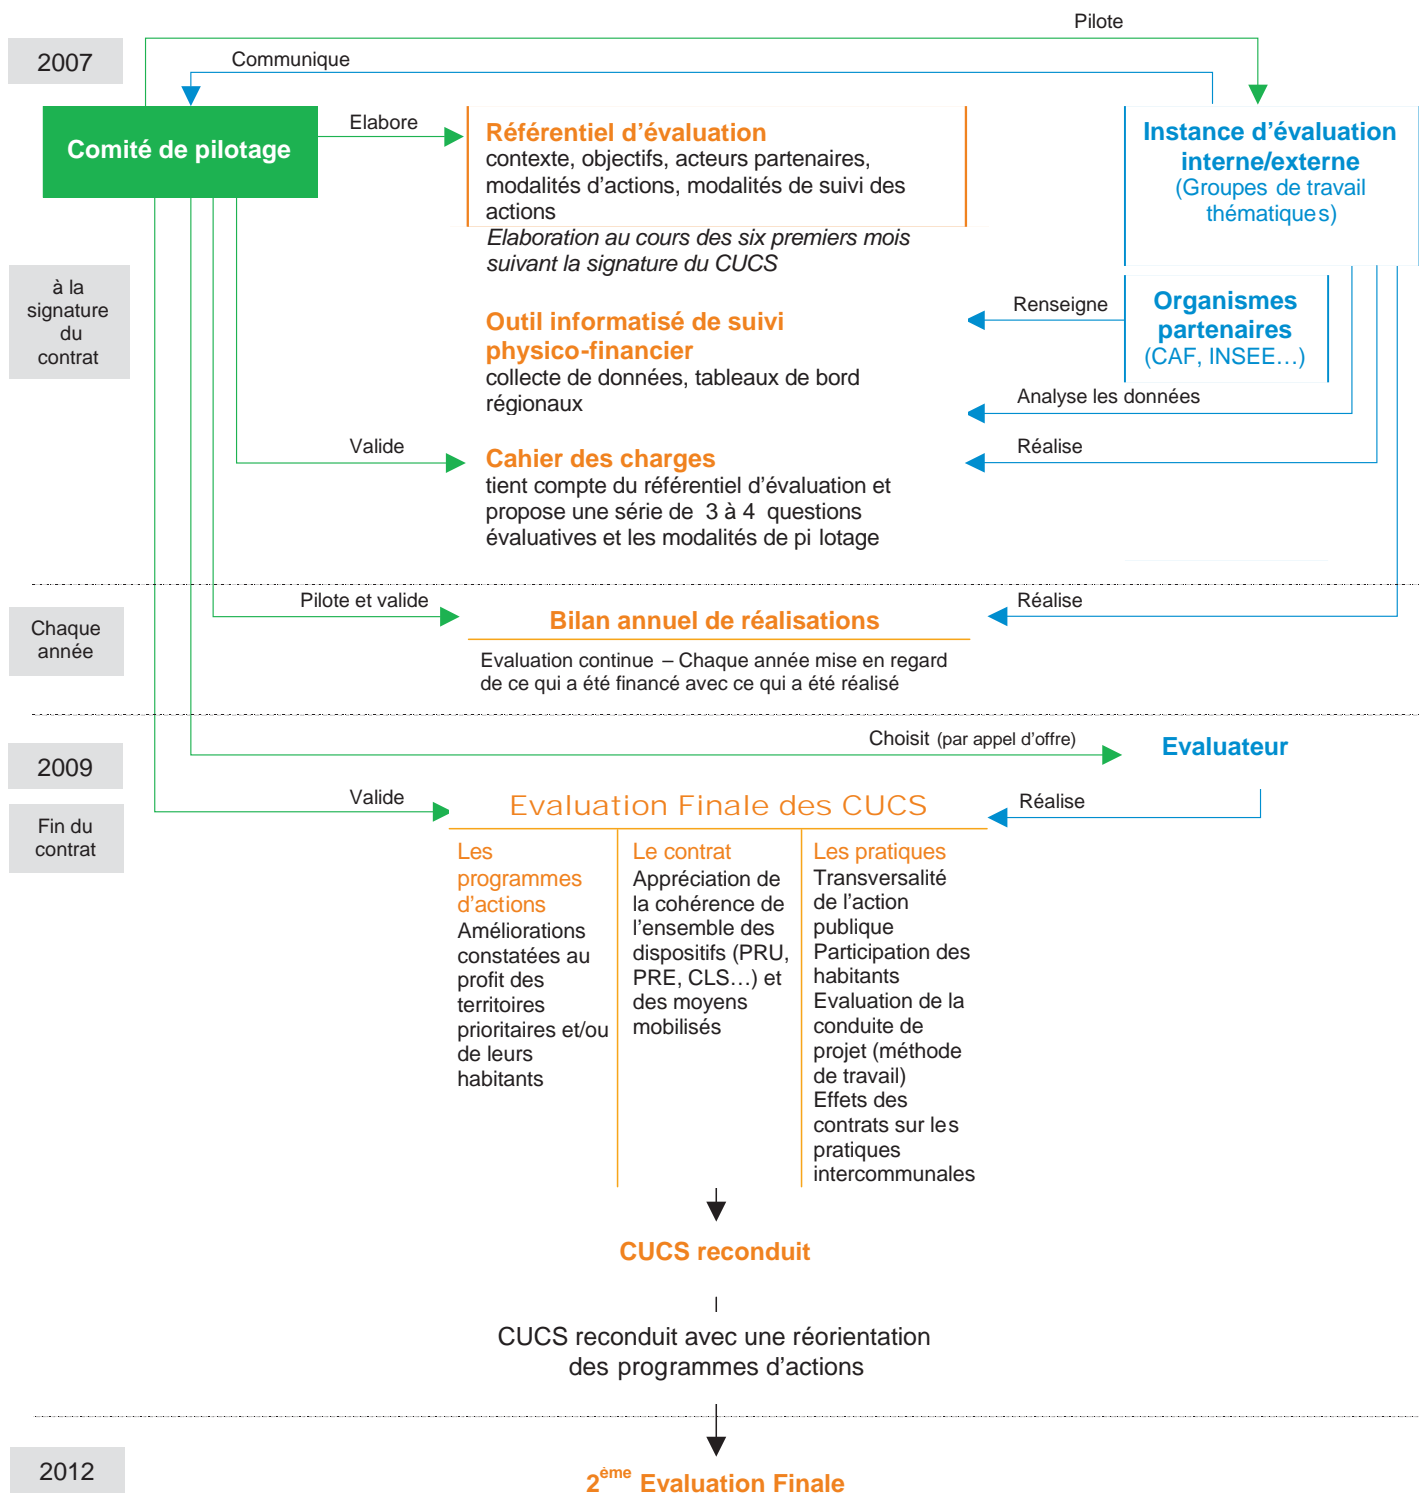 Pilote
2007
Communique
Comité de pilotage
Elabore
Référentiel d'évaluation
contexte, objectifs, acteurs partenaires,
modalités d'actions, modalités de suivi des
actions
Elaboration au cours des six premiers mois
suivant la signature du CUCS
Instance d'évaluation
interne/externe
(Groupes de travail
thématiques)
à la
signature
du
contrat
Outil informatisé de suivi
physico-financier
collecte de données, tableaux de bord
régionaux
Renseigne
Organismes
partenaires
(CAF, INSEE…)
Analyse les données
Valide
Cahier des charges
tient compte du référentiel d'évaluation et
propose une série de 3 à 4 questions
évaluatives et les modalités de pi lotage
Réalise
Chaque
année
Pilote et valide
Bilan annuel de réalisations
Evaluation continue – Chaque année mise en regard
de ce qui a été financé avec ce qui a été réalisé
Réalise
2009
Choisit (par appel d'offre)
Evaluateur
Fin du
contrat
Valide
Evaluation Finale des CUCS
Réalise
Les
programmes
d'actions
Améliorations
constatées au
profit des
territoires
prioritaires et/ou
de leurs
habitants
Le contrat
Appréciation de
la cohérence de
l'ensemble des
dispositifs (PRU,
PRE, CLS…) et
des moyens
mobilisés
Les pratiques
Transversalité
de l'action
publique
Participation des
habitants
Evaluation de la
conduite de
projet (méthode
de travail)
Effets des
contrats sur les
pratiques
intercommunales
CUCS reconduit
CUCS reconduit avec une réorientation
des programmes d'actions
2012
2ème Evaluation Finale